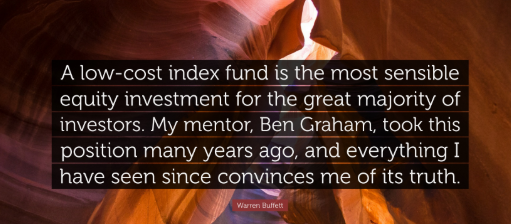 A low-cost index fund is the most sensible
equity investment for the great majority of
investors. My mentor, Ben Graham, took this
position many years ago, and everything I
have seen since convinces me of its truth.
Warren Buffett